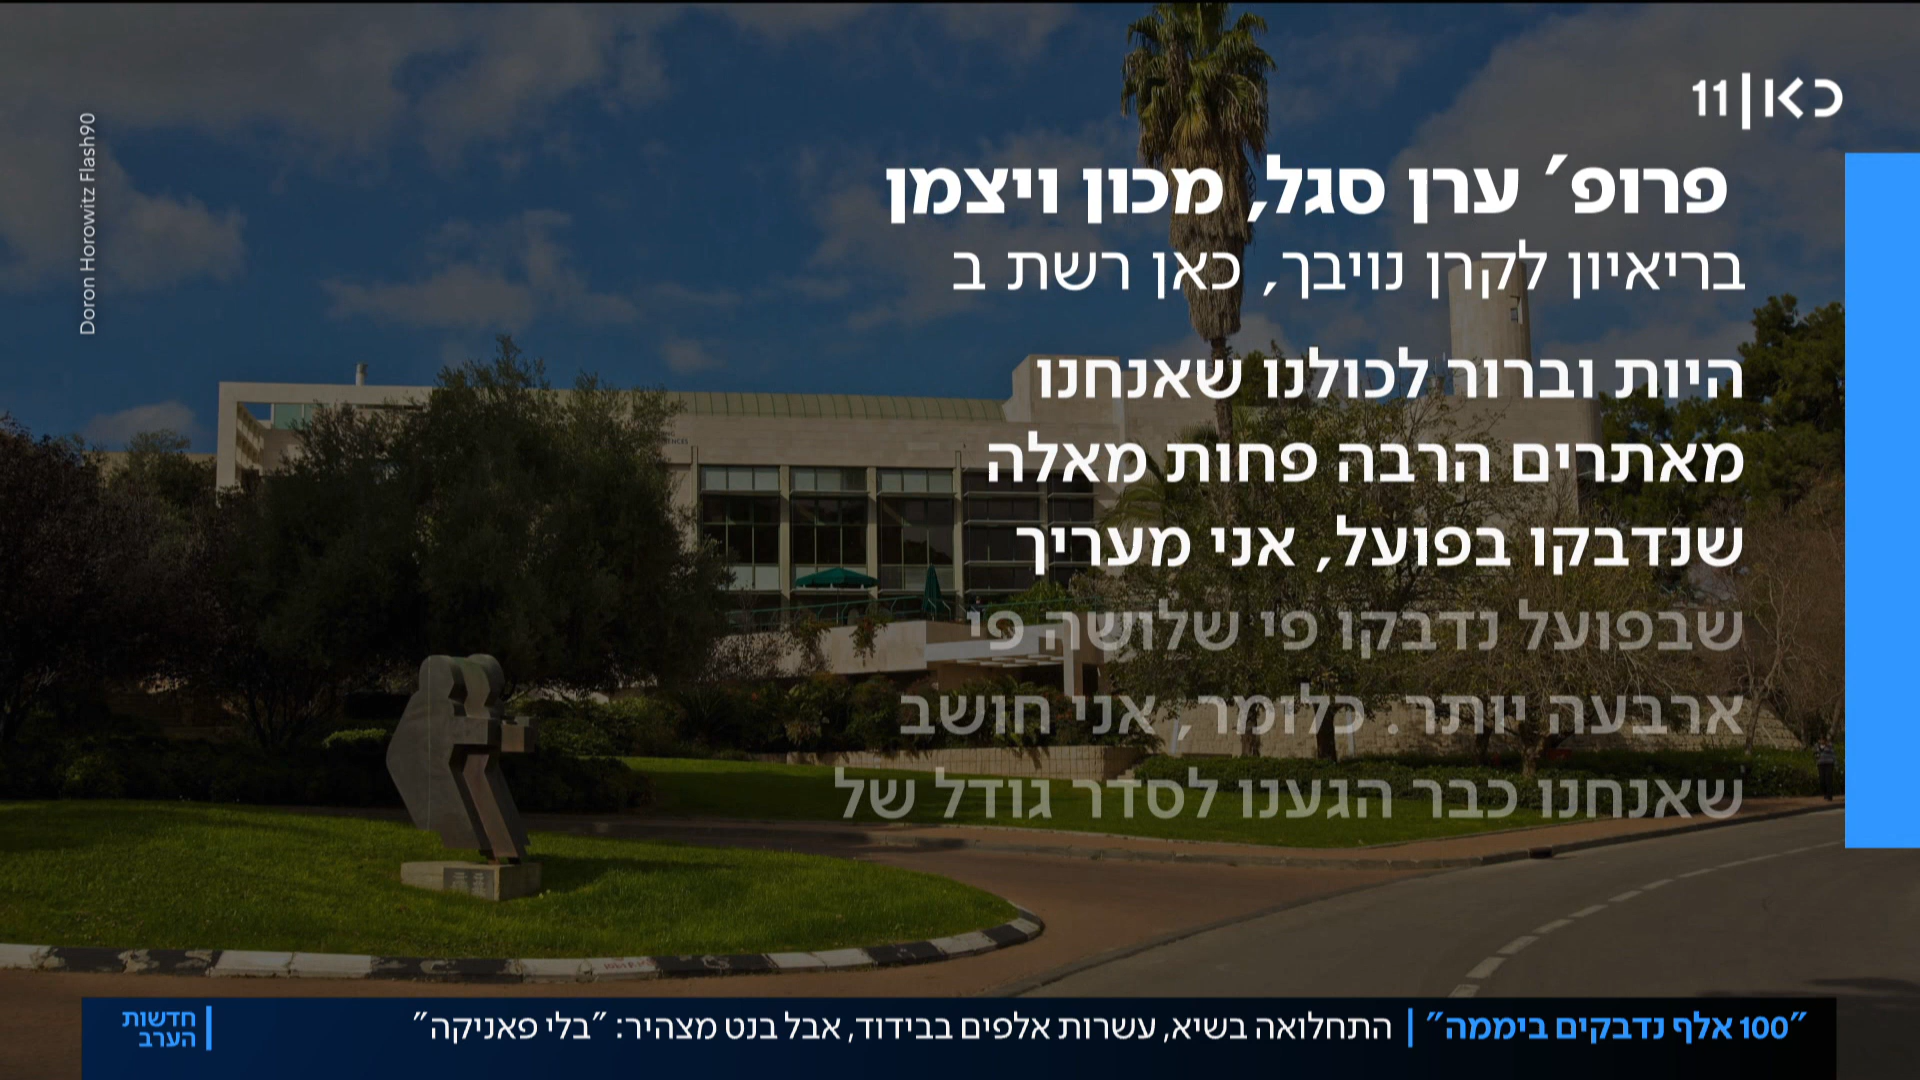 Doron Horowitz Flash90
כאן 11
פרופ׳ ערן סגל, מכון ויצמן
בריאיון לקרן נויבך, כאן רשת ב
היות וברור לכולנו שאנחנו
מאתרים הרבה פחות מאלה
שנדבקו בפועל, אני מעריך
שבפועל נדבקו פי שלושה פי
ארבעה יותר. כלומר, אני חושב
שאנחנו כבר הגענו לסדר גודל של
״100 אלף נדבקים ביממה״ | התחלואה בשיא, עשרות אלפים בבידוד, אבל בנט מצהיר: ״בלי פאניקה״
חדשות
הערב